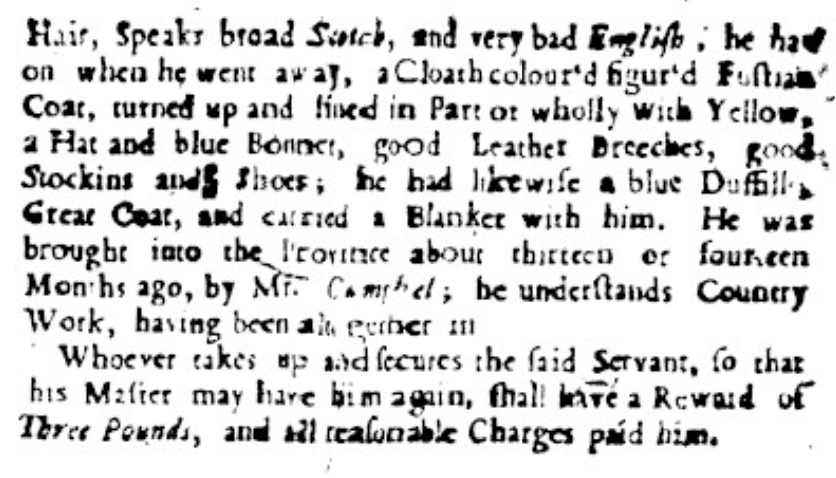 Hair, Speaks broad Scotch, and very bad Engliſh; he had
on when he went away, a Cloath colour'd figur'd Fuſtian
Coat, turned up and lined in Part or wholly with Yellow,
a Hat and blue Bonnet, good Leather Breeches, good
Stockins and Shoes; he had likewiſe a blue Duffill
Great Coat, and carried a Blanket with him. He was
brought into the Province about thirteen or fourteen
Months ago, by Mr. Campbel; he underſtands Country
Work, having been altogether in
Whoever takes up and ſecures the ſaid Servant, ſo that
his Maſter may have him again, ſhall have a Reward of
Three Pounds, and all reaſonable Charges paid him.